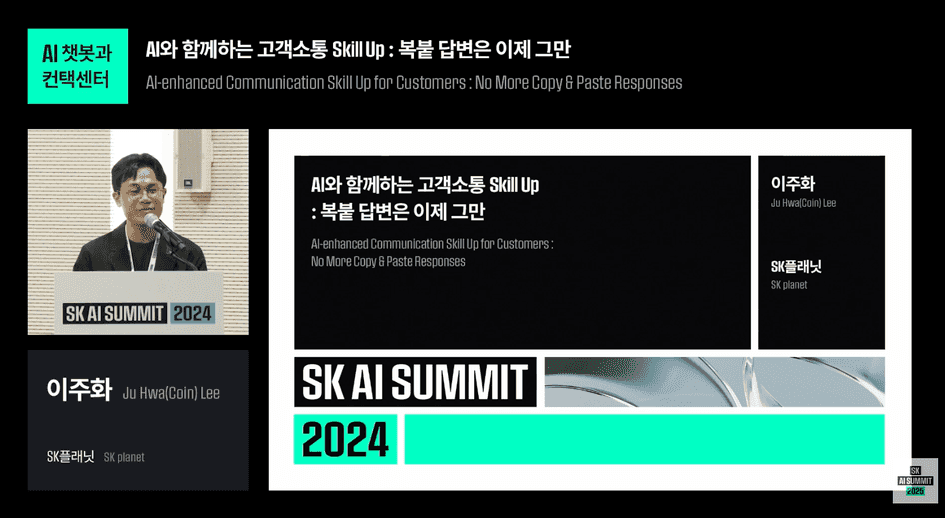 AI 챗봇과
컨택센터
AI와 함께하는 고객소통 Skill Up : 복붙 답변은 이제 그만
AI-enhanced Communication Skill Up for Customers : No More Copy & Paste Responses
SK AI SUMMIT 2024
이주화 Ju Hwa(Coin) Lee
SK플래닛 SK planet
AI와 함께하는 고객소통 Skill Up
: 복붙 답변은 이제 그만
AI-enhanced Communication Skill Up for Customers :
No More Copy & Paste Responses
이주화
Ju Hwa(Coin) Lee
SK플래닛
SK planet
SK AI SUMMIT
2024
SK
AI SUMMIT
2025